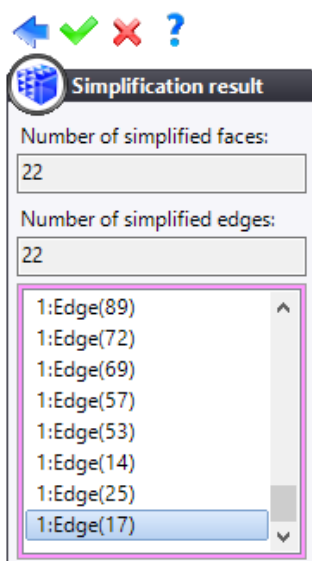 ?
Simplification result
Number of simplified faces:
22
Number of simplified edges:
22
1:Edge(89)
1:Edge(72)
1:Edge(69)
1:Edge(57)
1:Edge(53)
1:Edge(14)
1:Edge(25)
1:Edge(17)